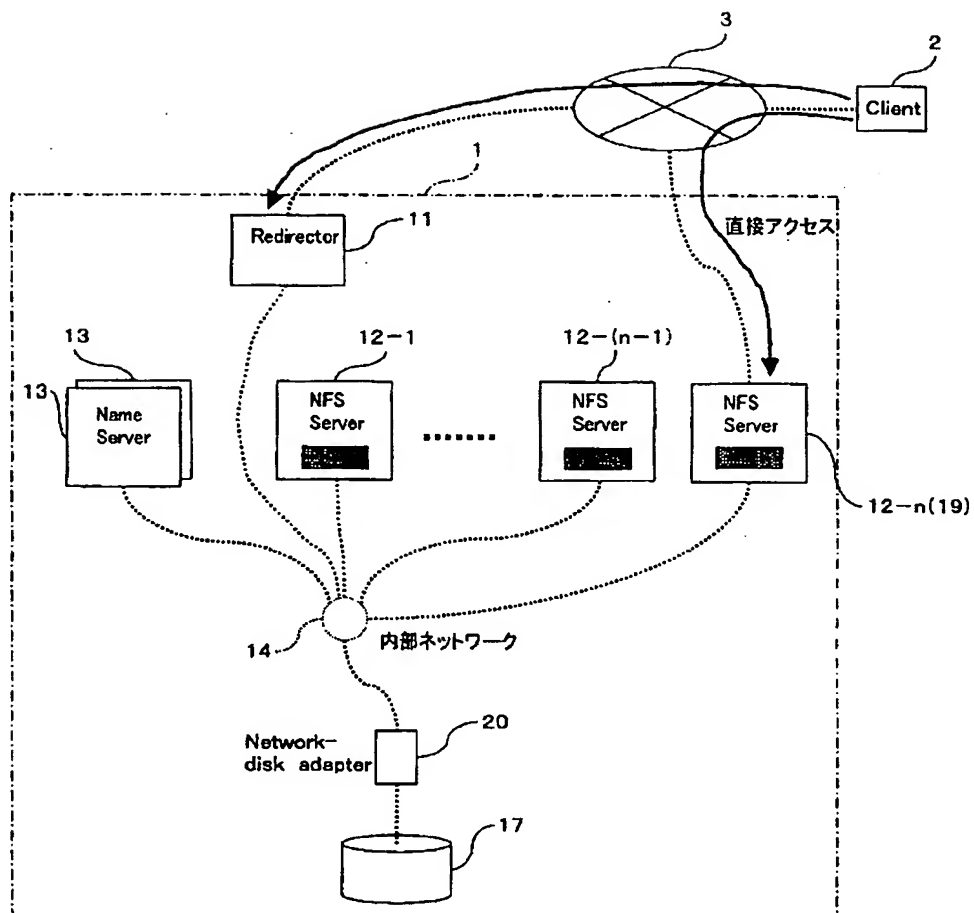 3
2
Client
1
Redirector
11
直接アクセス
13
12-1
12-(n-1)
13
Name
Server
NFS
Server
NFS
Server
NFS
Server
12-n(19)
14
内部ネットワーク
20
Network-
disk adapter
17